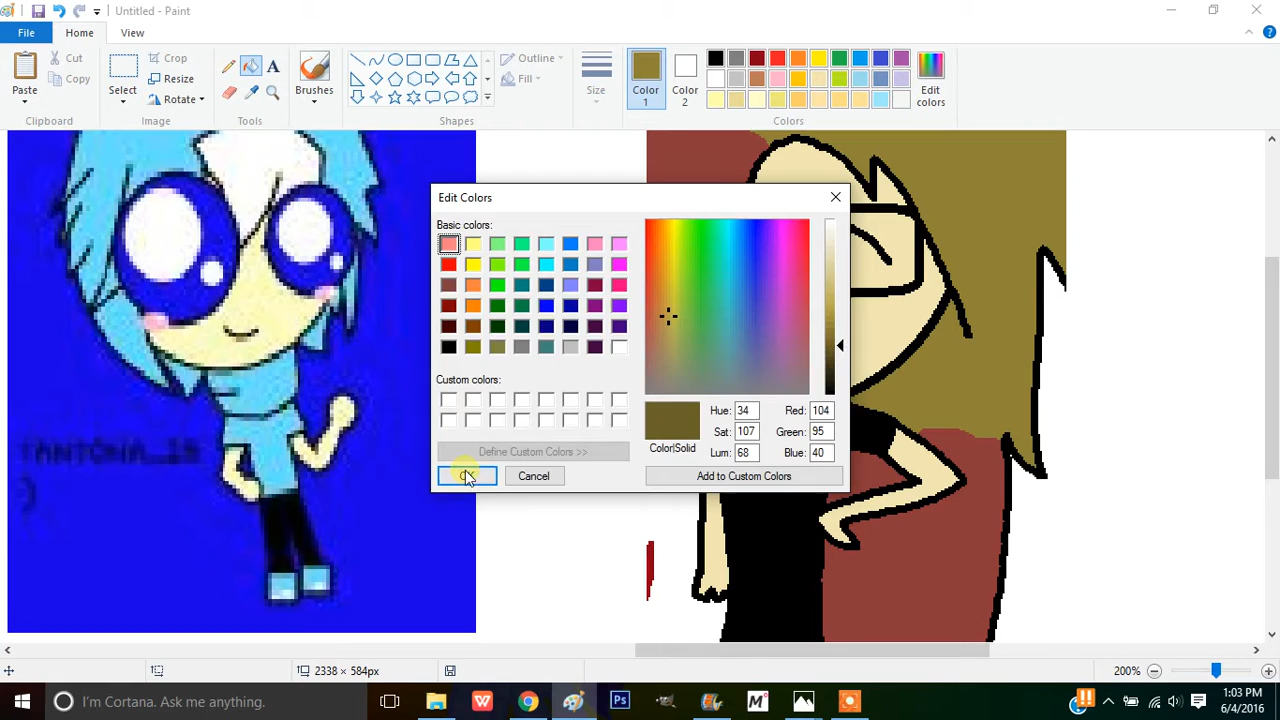 Untitled - Paint
File
Home
View
Paste
Cut
Copy
Clipboard
Select
Crop
Resize
Rotate
Image
Tools
Brushes
Shapes
Outline
Fill
Size
Color 1
Color 2
Edit colors
Colors
Edit Colors
Basic colors:
Custom colors:
Define Custom Colors >>
Cancel
Color|Solid
Hue: 34
Sat: 107
Lum: 68
Red: 104
Green: 95
Blue: 40
Add to Custom Colors
2338 × 584px
200%
I'm Cortana. Ask me anything.
1:03 PM
6/4/2016